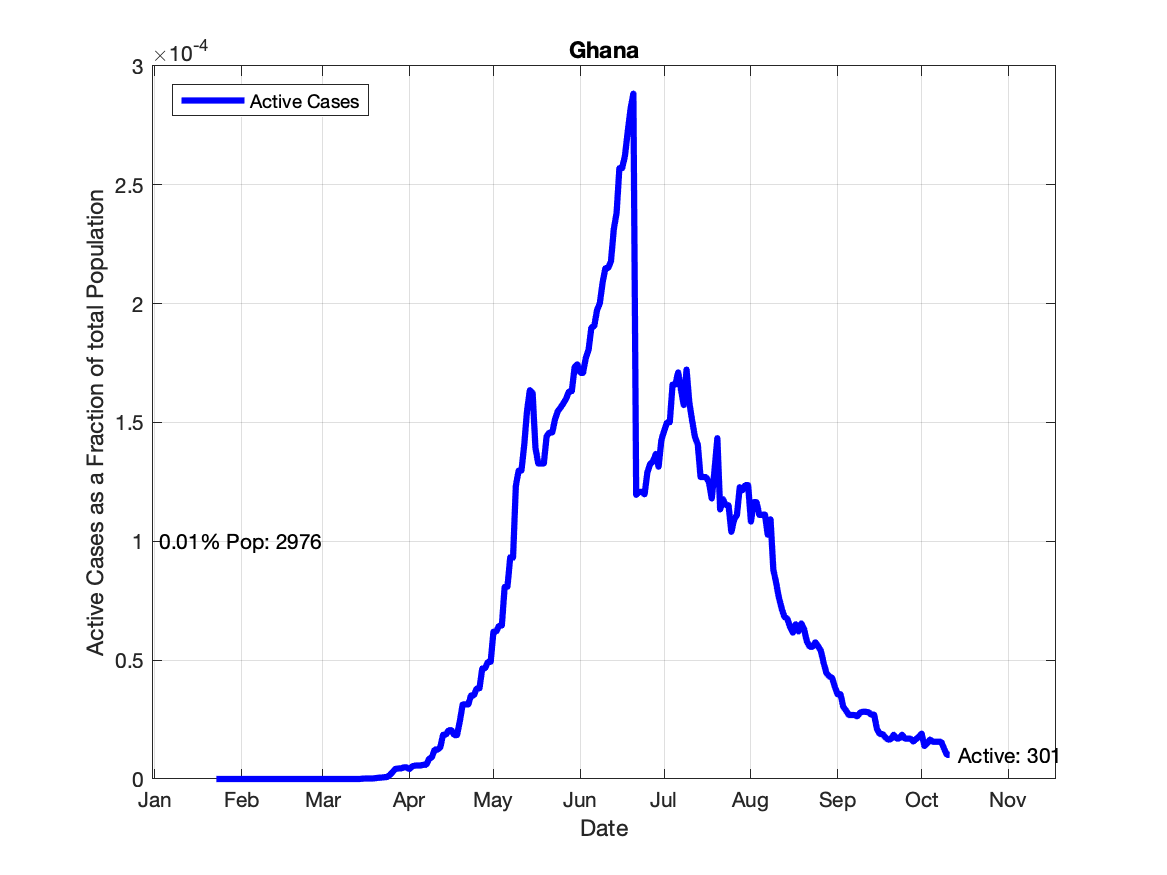 Ghana
×10-4
Active Cases
3
2.5
2
1.5
1
0.5
0
Active Cases as a Fraction of total Population
0.01% Pop: 2976
Active: 301
Jan Feb Mar Apr May Jun Jul Aug Sep Oct Nov
Date